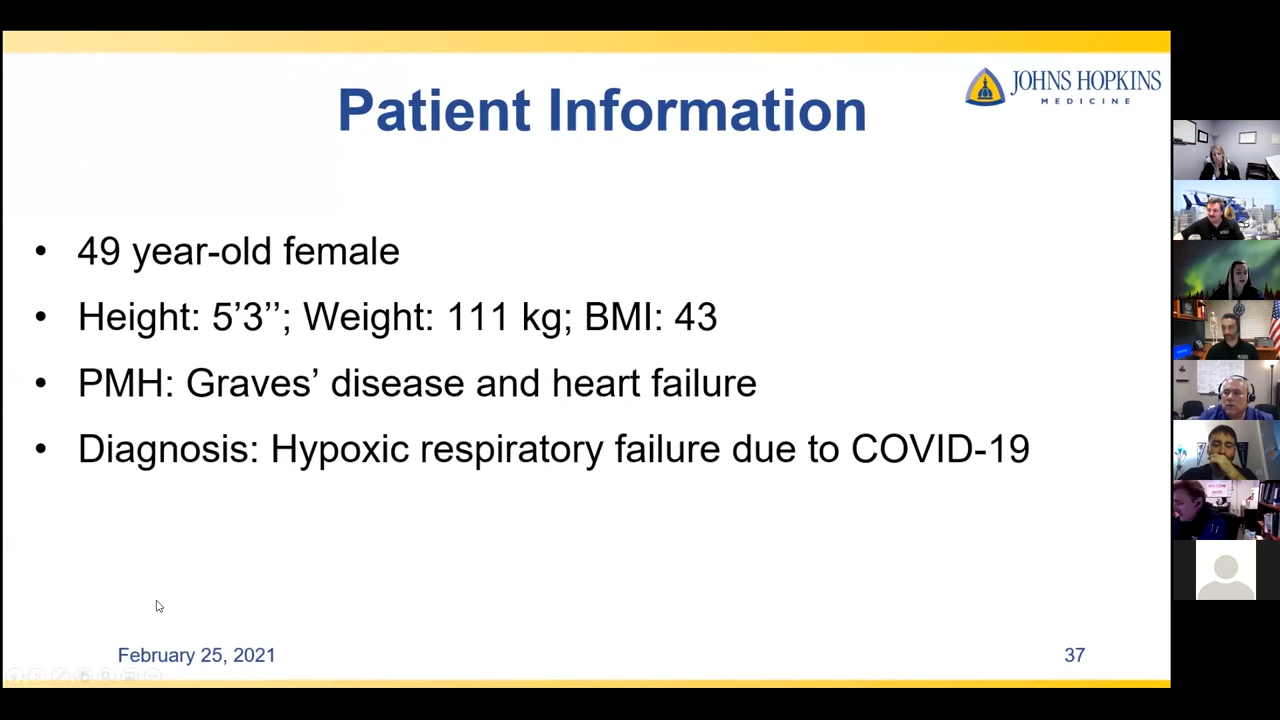 Patient Information
JOHNS HOPKINS
MEDICINE
• 49 year-old female
• Height: 5’3’’; Weight: 111 kg; BMI: 43
• PMH: Graves’ disease and heart failure
• Diagnosis: Hypoxic respiratory failure due to COVID-19
February 25, 2021
37